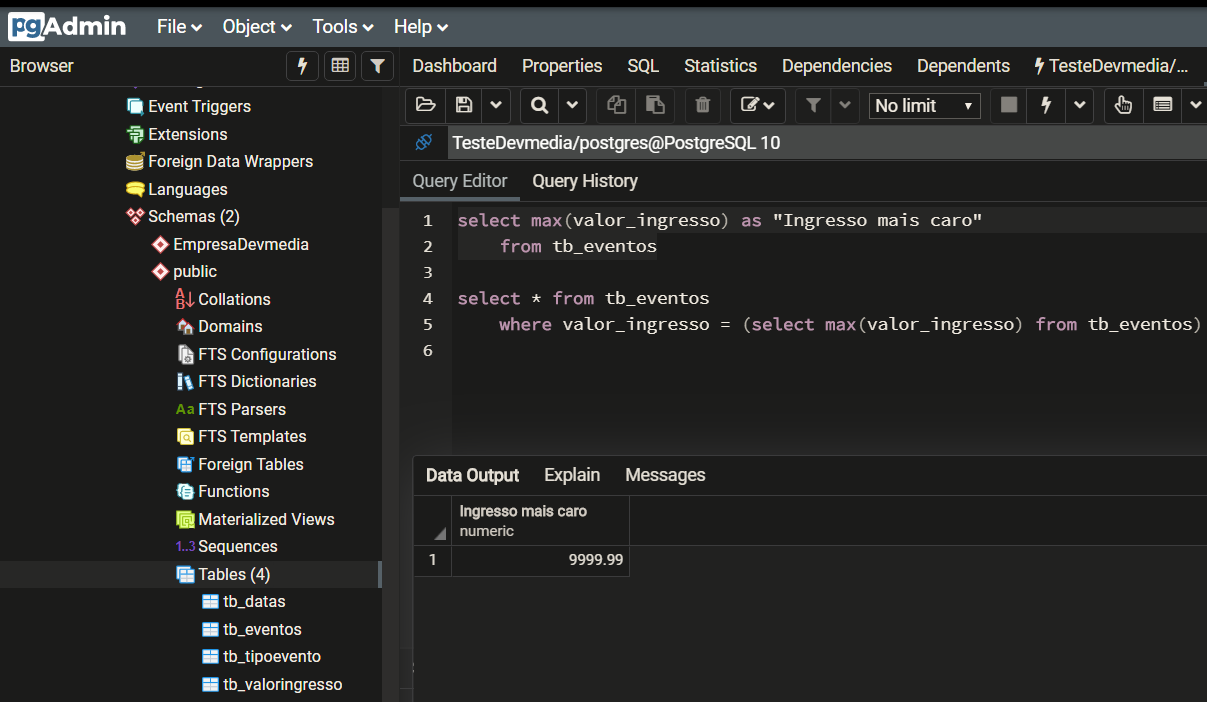 pgAdmin File Object Tools Help
Browser
Dashboard Properties SQL Statistics Dependencies Dependents TesteDevmedia/...
No limit
TesteDevmedia/postgres@PostgreSQL 10
Query Editor Query History
Event Triggers
Extensions
Foreign Data Wrappers
Languages
Schemas (2)
EmpresaDevmedia
public
Collations
Domains
FTS Configurations
FTS Dictionaries
Aa FTS Parsers
FTS Templates
Foreign Tables
Functions
Materialized Views
1..3 Sequences
Tables (4)
tb_datas
tb_eventos
tb_tipoevento
tb_valoringresso
1 select max(valor_ingresso) as "Ingresso mais caro"
2 from tb_eventos
3
4 select * from tb_eventos
5 where valor_ingresso = (select max(valor_ingresso) from tb_eventos)
6
Data Output Explain Messages
Ingresso mais caro
numeric
1 9999.99